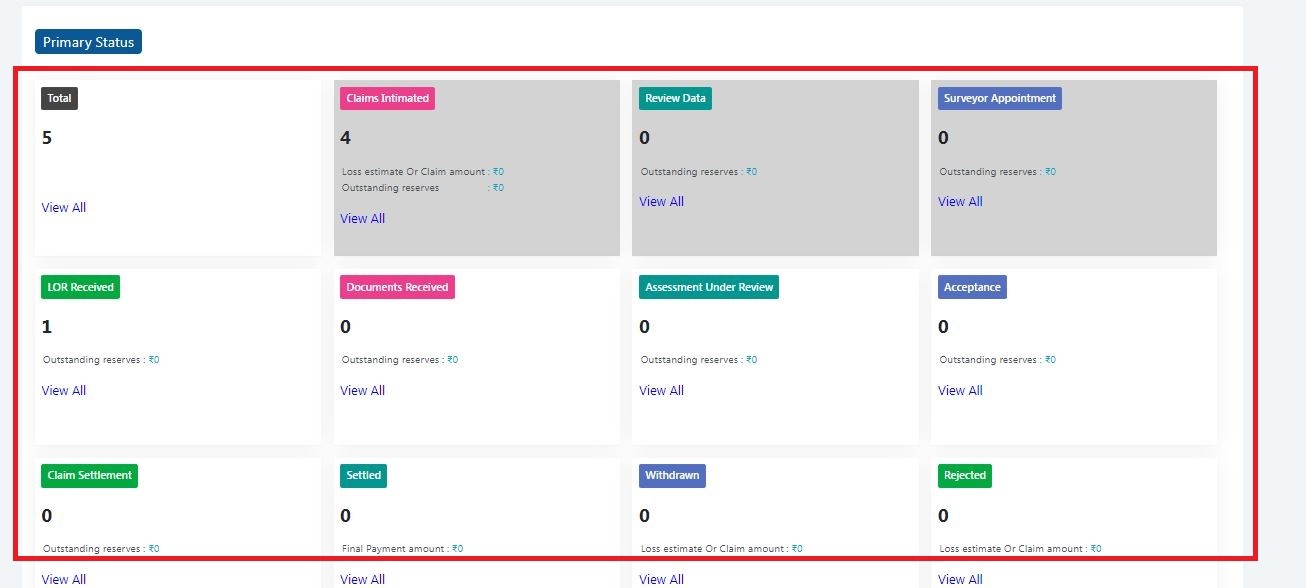 Primary Status
Total
5
View All
Claims Intimated
4
Loss estimate Or Claim amount : ₹0
Outstanding reserves : ₹0
View All
Review Data
0
Outstanding reserves : ₹0
View All
Surveyor Appointment
0
Outstanding reserves : ₹0
View All
LOR Received
1
Outstanding reserves : ₹0
View All
Documents Received
0
Outstanding reserves : ₹0
View All
Assessment Under Review
0
Outstanding reserves : ₹0
View All
Acceptance
0
Outstanding reserves : ₹0
View All
Claim Settlement
0
Outstanding reserves : ₹0
View All
Settled
0
Final Payment amount : ₹0
View All
Withdrawn
0
Loss estimate Or Claim amount : ₹0
View All
Rejected
0
Loss estimate Or Claim amount : ₹0
View All